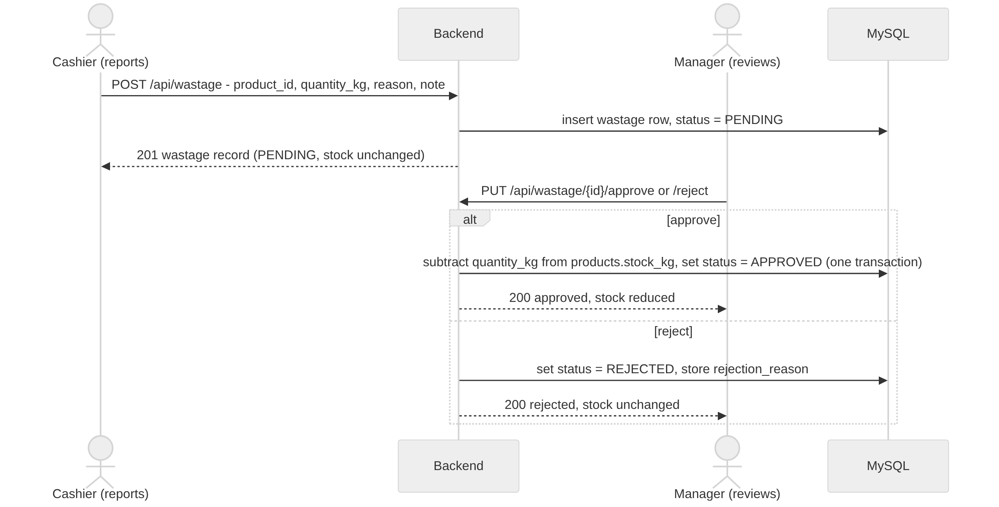 Cashier (reports)
Backend
Manager (reviews)
MySQL
POST /api/wastage - product_id, quantity_kg, reason, note
insert wastage row, status = PENDING
201 wastage record (PENDING, stock unchanged)
PUT /api/wastage/{id}/approve or /reject
alt
[approve]
subtract quantity_kg from products.stock_kg, set status = APPROVED (one transaction)
200 approved, stock reduced
[reject]
set status = REJECTED, store rejection_reason
200 rejected, stock unchanged
Cashier (reports)
Backend
Manager (reviews)
MySQL